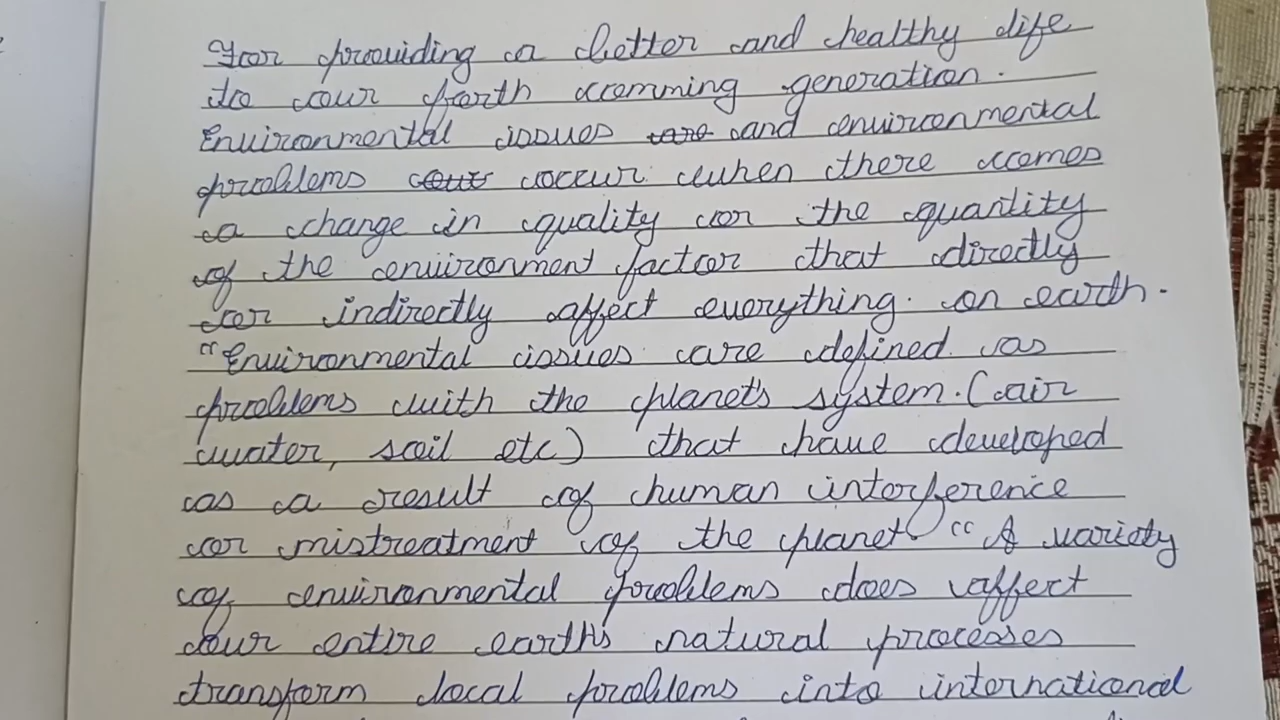 For providing a better and healthy life
to our forth comming generation.
Environmental issues are and environmental
problems occur when there comes
a change in quality or the quantity
of the environment factor that directly
or indirectly affect everything on earth.
"Environmental issues are defined as
problems with the planet's system. (air
water, soil etc) that have developed
as a result of human interference
or mistreatment of the planet" "A variety
of environmental problems does affect
our entire earth's natural processes
transform local problems into international